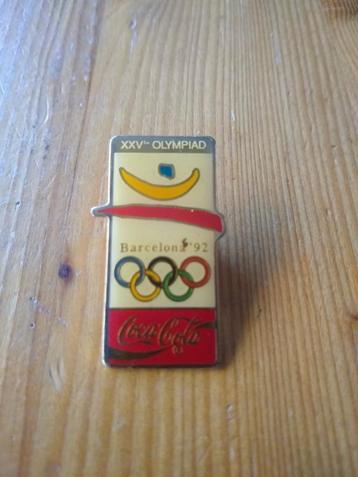 XXVTH OLYMPIAD
Barcelona '92
Coca-Cola